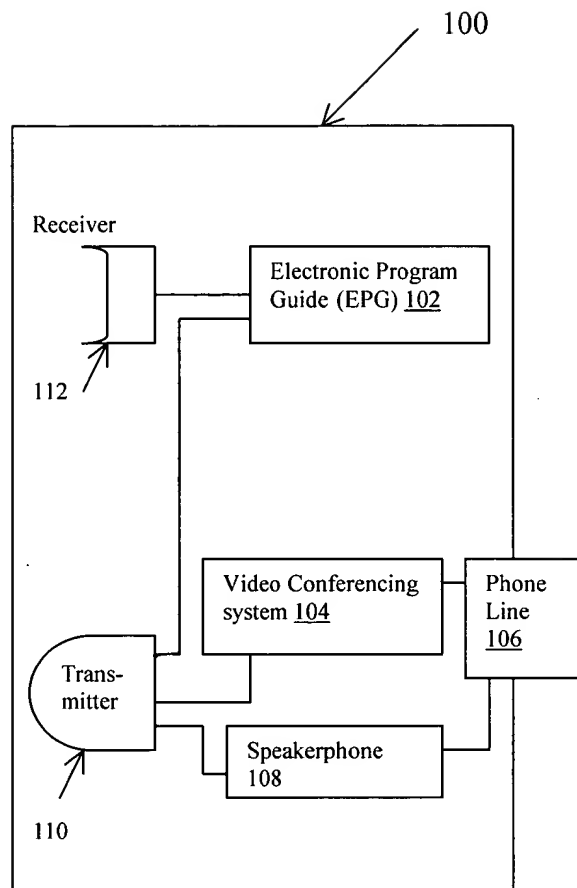 100
Receiver
Electronic Program
Guide (EPG) 102
112
Video Conferencing
system 104
Phone
Line
106
Trans-
mitter
Speakerphone
108
110